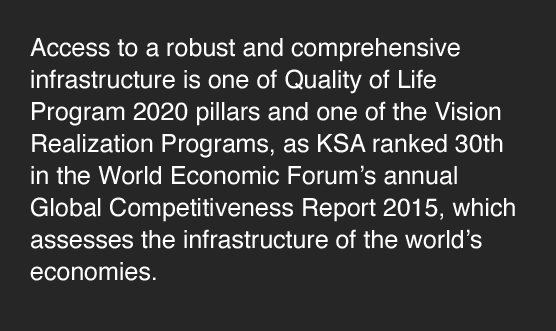 Access to a robust and comprehensive
infrastructure is one of Quality of Life
Program 2020 pillars and one of the Vision
Realization Programs, as KSA ranked 30th
in the World Economic Forum’s annual
Global Competitiveness Report 2015, which
assesses the infrastructure of the world’s
economies.